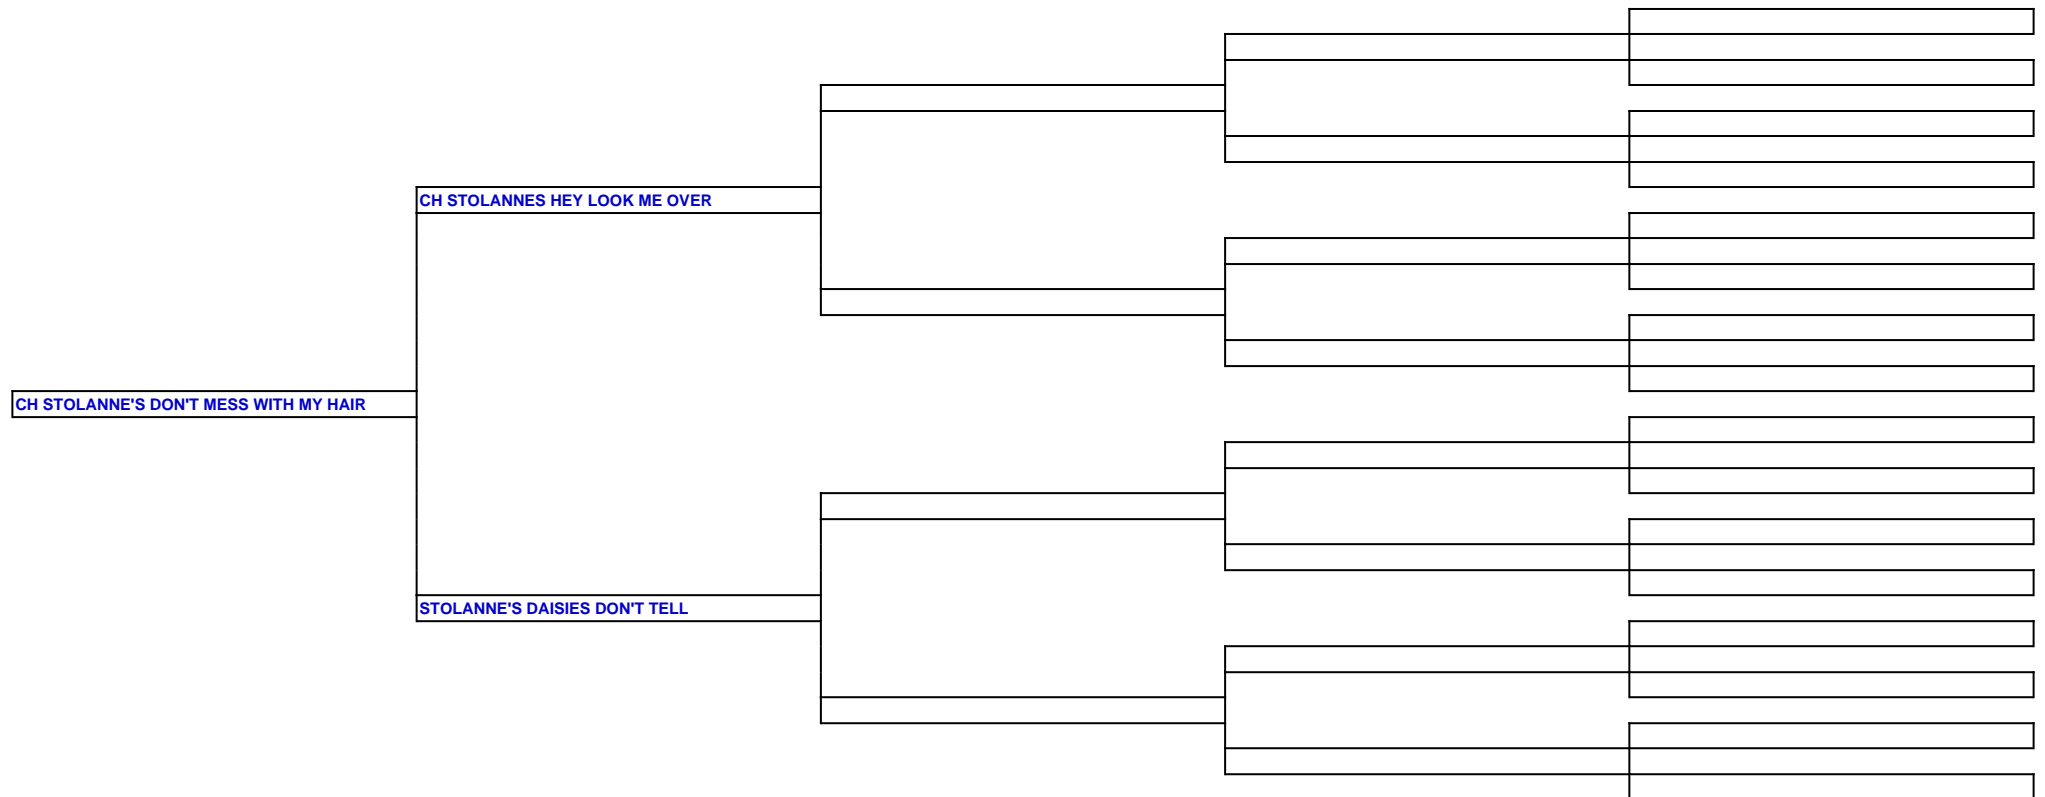 CH STOLANNES HEY LOOK ME OVER
CH STOLANNE'S DON'T MESS WITH MY HAIR
STOLANNE'S DAISIES DON'T TELL